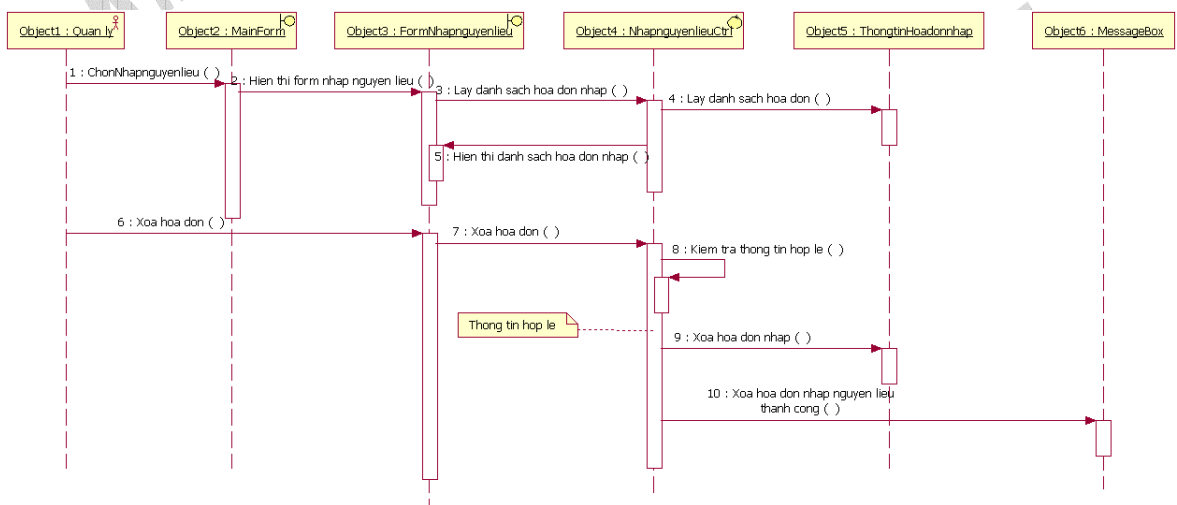 Object1 : Quan ly
Object2 : MainForm
Object3 : FormNhapnguyenlieu
Object4 : NhapnguyenlieuCtrl
Object5 : ThongtinHoadonnhap
Object6 : MessageBox
1 : ChonNhapnguyenlieu ( )
2 : Hien thi form nhap nguyen lieu ( )
3 : Lay danh sach hoa don nhap ( )
4 : Lay danh sach hoa don ( )
5 : Hien thi danh sach hoa don nhap ( )
6 : Xoa hoa don ( )
7 : Xoa hoa don ( )
8 : Kiem tra thong tin hop le ( )
Thong tin hop le
9 : Xoa hoa don nhap ( )
10 : Xoa hoa don nhap nguyen lieu
thanh cong ( )